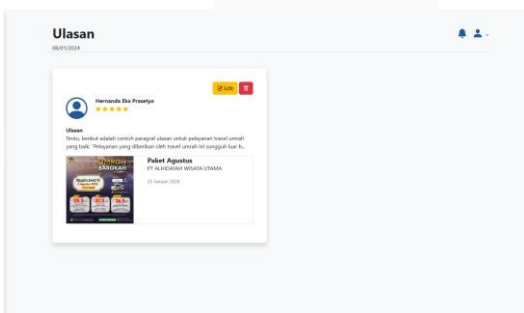 Ulasan
08/01/2024
Edit
Hernanda Eka Prasetyo
Ulasan
Tentu, berikut adalah contoh paragraf ulasan untuk pelayanan travel umrah
yang baik: "Pelayanan yang diberikan oleh travel umrah ini sungguh luar b..
UMROH
BAROKAH
Paket Agustus
PT ALHIDAYAH WISATA UTAMA
25 Januari 2024